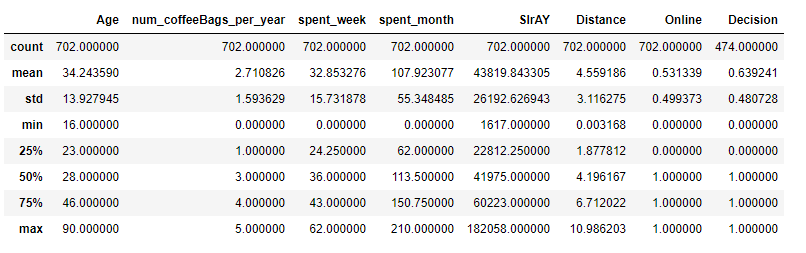 Age num_coffeeBags_per_year spent_week spent_month SlrAY Distance Online Decision
count 702.000000 702.000000 702.000000 702.000000 702.000000 702.000000 702.000000 474.000000
mean 34.243590 2.710826 32.853276 107.923077 43819.843305 4.559186 0.531339 0.639241
std 13.927945 1.593629 15.731878 55.348485 26192.626943 3.116275 0.499373 0.480728
min 16.000000 0.000000 0.000000 0.000000 1617.000000 0.003168 0.000000 0.000000
25% 23.000000 1.000000 24.250000 62.000000 22812.250000 1.877812 0.000000 0.000000
50% 28.000000 3.000000 36.000000 113.500000 41975.000000 4.196167 1.000000 1.000000
75% 46.000000 4.000000 43.000000 150.750000 60223.000000 6.712022 1.000000 1.000000
max 90.000000 5.000000 62.000000 210.000000 182058.000000 10.986203 1.000000 1.000000